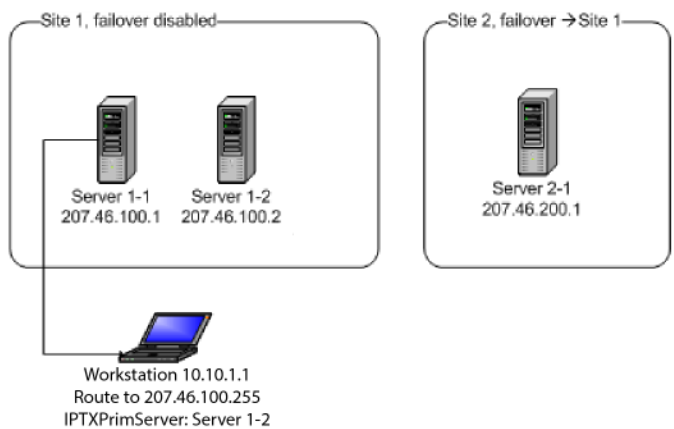 Site 1, failover disabled
Site 2, failover → Site 1
Server 1-1
207.46.100.1
Server 1-2
207.46.100.2
Server 2-1
207.46.200.1
Workstation 10.10.1.1
Route to 207.46.100.255
IPTXPrimServer: Server 1-2